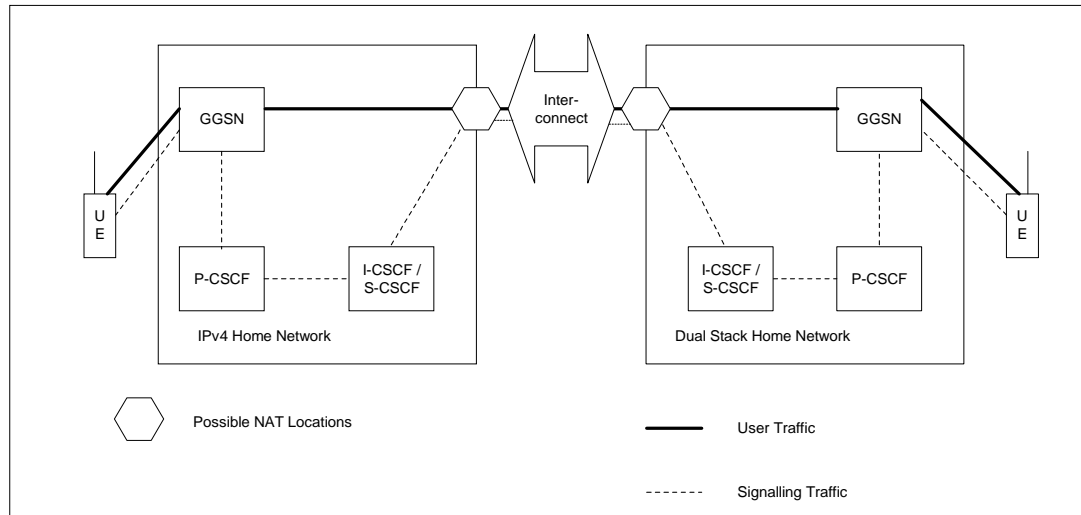 Inter-
connect
GGSN
GGSN
U
E
U
E
P-CSCF
I-CSCF /
S-CSCF
I-CSCF /
S-CSCF
P-CSCF
IPv4 Home Network
Dual Stack Home Network
Possible NAT Locations
User Traffic
Signalling Traffic